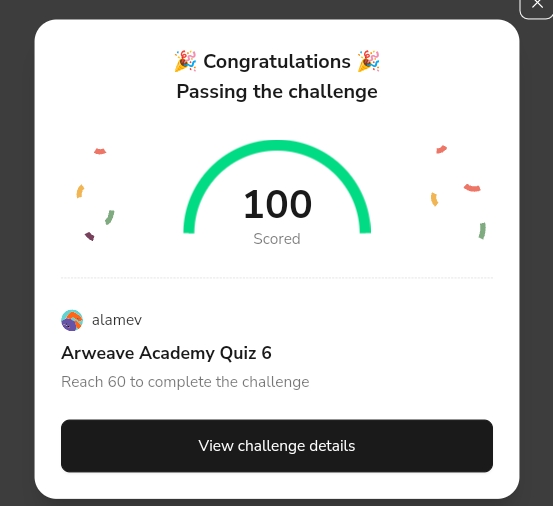 🎉 Congratulations 🎉
Passing the challenge
100
Scored
alamev
Arweave Academy Quiz 6
Reach 60 to complete the challenge
View challenge details